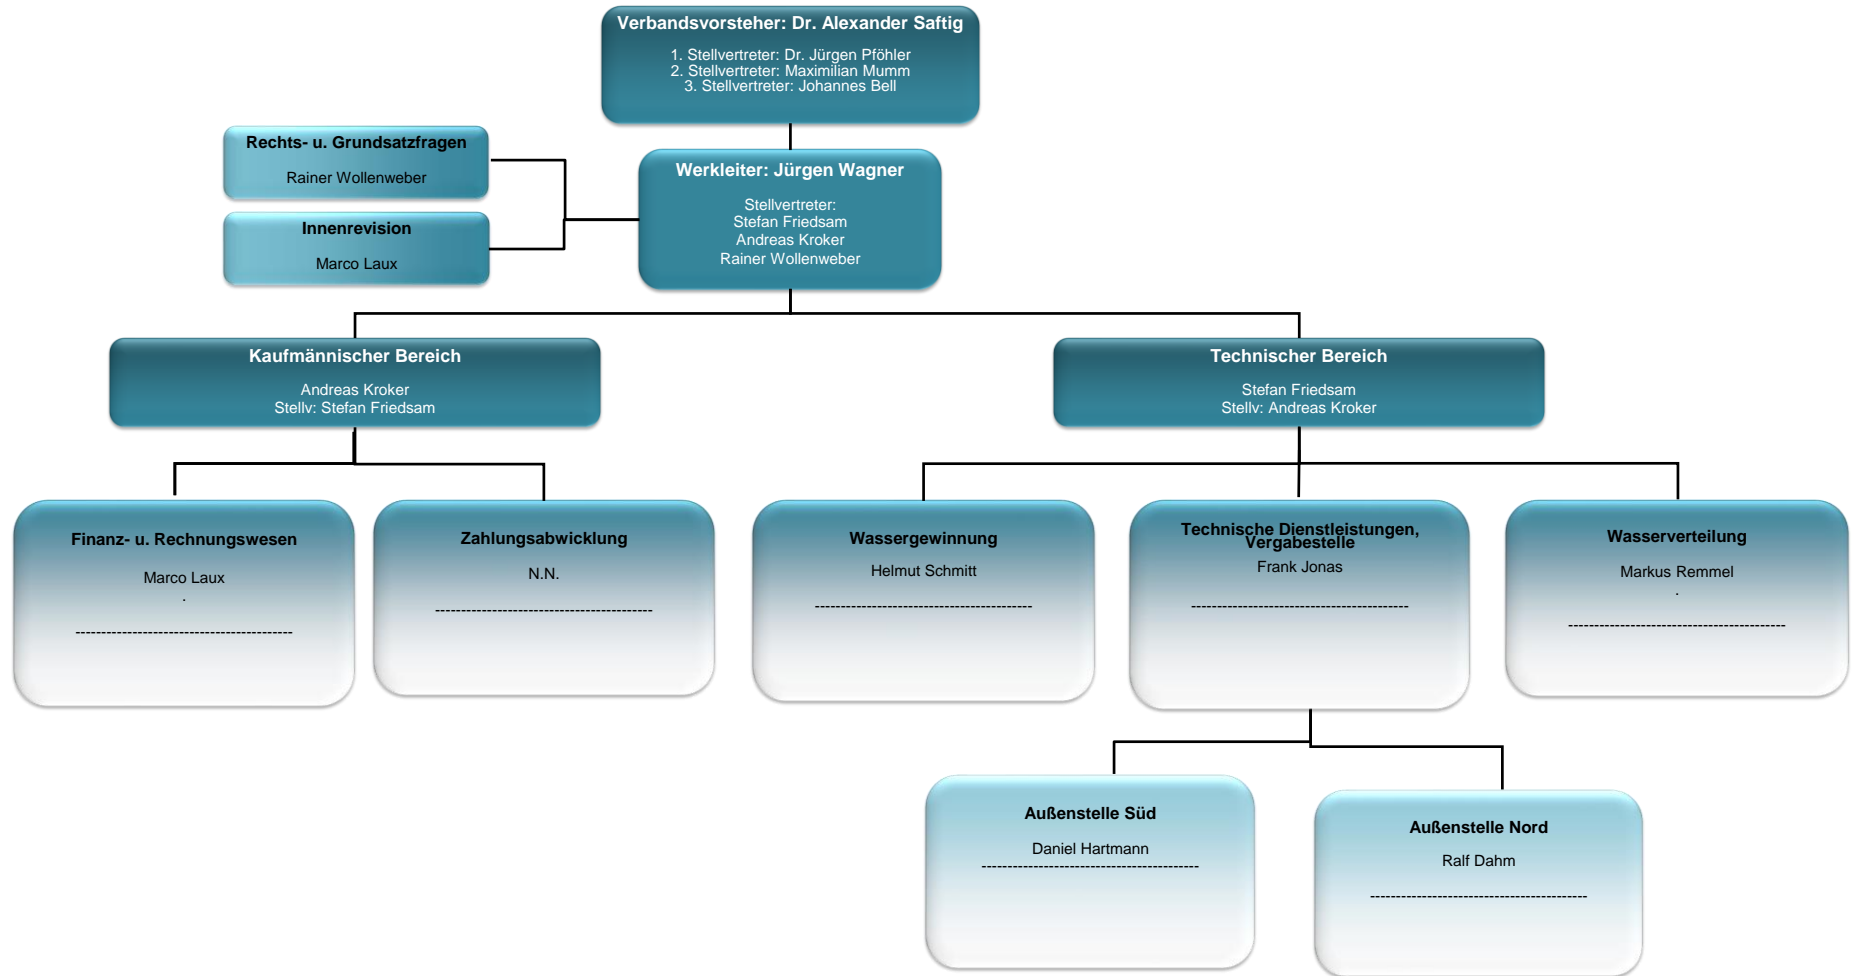 Verbandsvorsteher: Dr. Alexander Saftig
1. Stellvertreter: Dr. Jürgen Pföhler
2. Stellvertreter: Maximilian Mumm
3. Stellvertreter: Johannes Bell
Rechts- u. Grundsatzfragen
Rainer Wollenweber
Innenrevision
Marco Laux
Werkleiter: Jürgen Wagner
Stellvertreter:
Stefan Friedsam
Andreas Kroker
Rainer Wollenweber
Kaufmännischer Bereich
Andreas Kroker
Stellv: Stefan Friedsam
Technischer Bereich
Stefan Friedsam
Stellv: Andreas Kroker
Finanz- u. Rechnungswesen
Marco Laux
.
------------------------------------------
Zahlungsabwicklung
N.N.
------------------------------------------
Wassergewinnung
Helmut Schmitt
------------------------------------------
Technische Dienstleistungen,
Vergabestelle
Frank Jonas
------------------------------------------
Wasserverteilung
Markus Remmel
.
------------------------------------------
Außenstelle Süd
Daniel Hartmann
------------------------------------------
Außenstelle Nord
Ralf Dahm
------------------------------------------